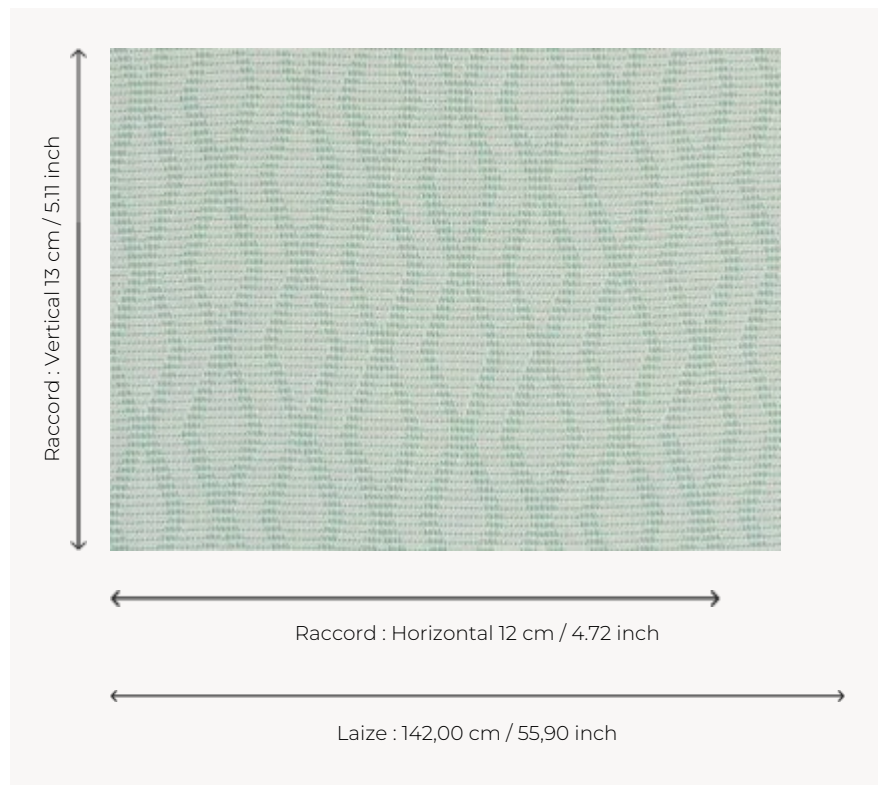 Raccord : Vertical 13 cm / 5.11 inch
Raccord : Horizontal 12 cm / 4.72 inch
Laize : 142,00 cm / 55,90 inch